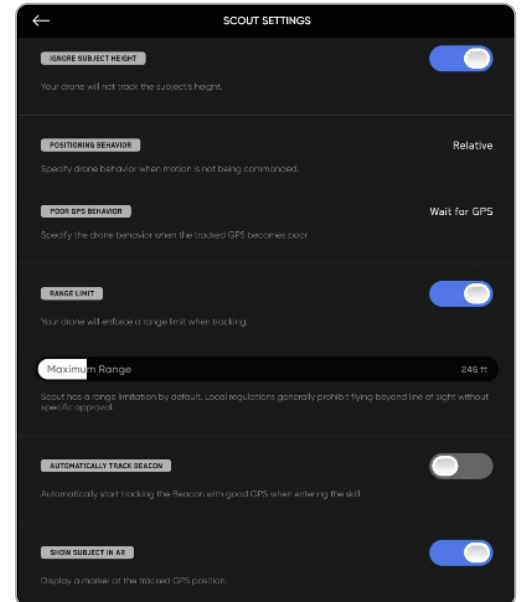 SCOUT SETTINGS
IGNORE SUBJECT HEIGHT
Your drone will not track the subject's height.
POSITIONING BEHAVIOR
Relative
Specify drone behavior when motion is not being commanded.
POOR GPS BEHAVIOR
Wait for GPS
Specify the drone behavior when the tracked GPS becomes poor.
RANGE LIMIT
Your drone will enforce a range limit when tracking.
Maximum Range
246 ft
Scout has a range limitation by default. Local regulations generally prohibit flying beyond line of sight without
specific approval.
AUTOMATICALLY TRACK BEACON
Automatically start tracking the Beacon with good GPS when entering the skill
SHOW SUBJECT IN AR
Display a marker at the tracked GPS position.